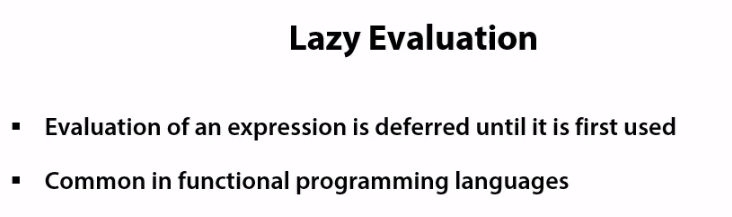 Lazy Evaluation
▪ Evaluation of an expression is deferred until it is first used
▪ Common in functional programming languages